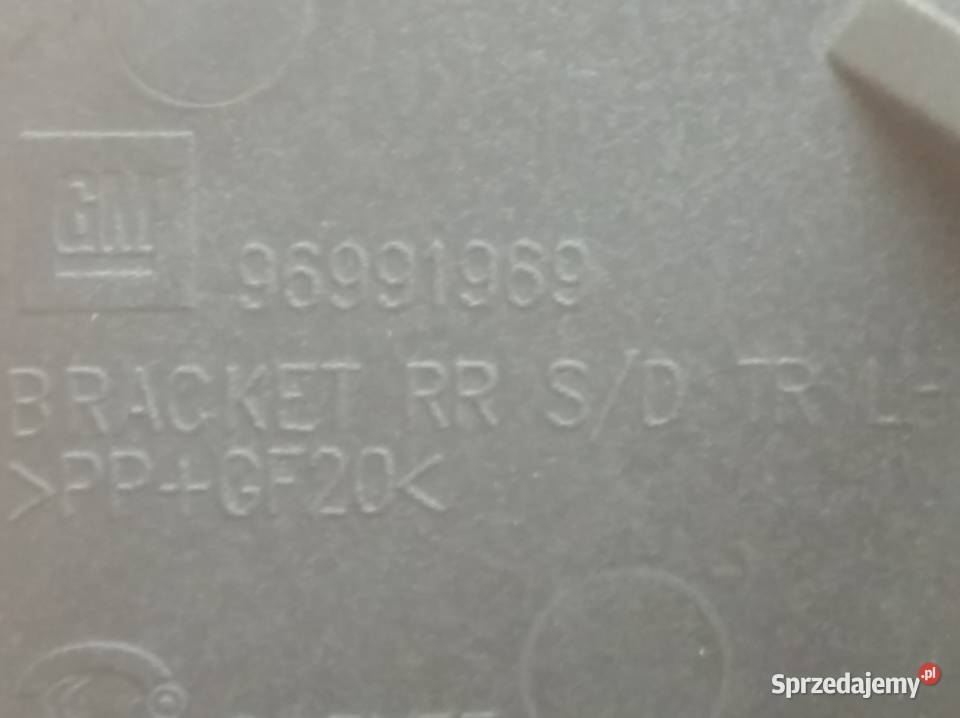 GM
96991969
BRACKET RR S/D TR
>PP+GF20<
Sprzedajemy.pl